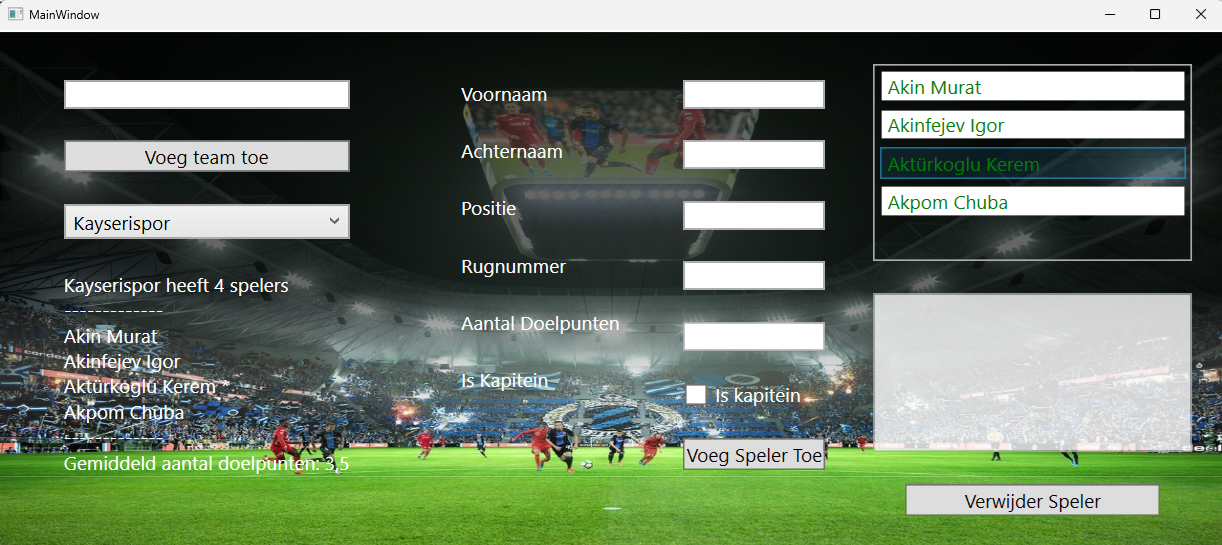 MainWindow
Voeg team toe
Kayserispor
Kayserispor heeft 4 spelers
-------------
Akin Murat
Akinfejev Igor
Aktürkoglu Kerem *
Akpom Chuba
-------------
Gemiddeld aantal doelpunten: 3,5
Voornaam
Achternaam
Positie
Rugnummer
Aantal Doelpunten
Is Kapitein
Is kapitein
Voeg Speler Toe
Akin Murat
Akinfejev Igor
Aktürkoglu Kerem
Akpom Chuba
Verwijder Speler